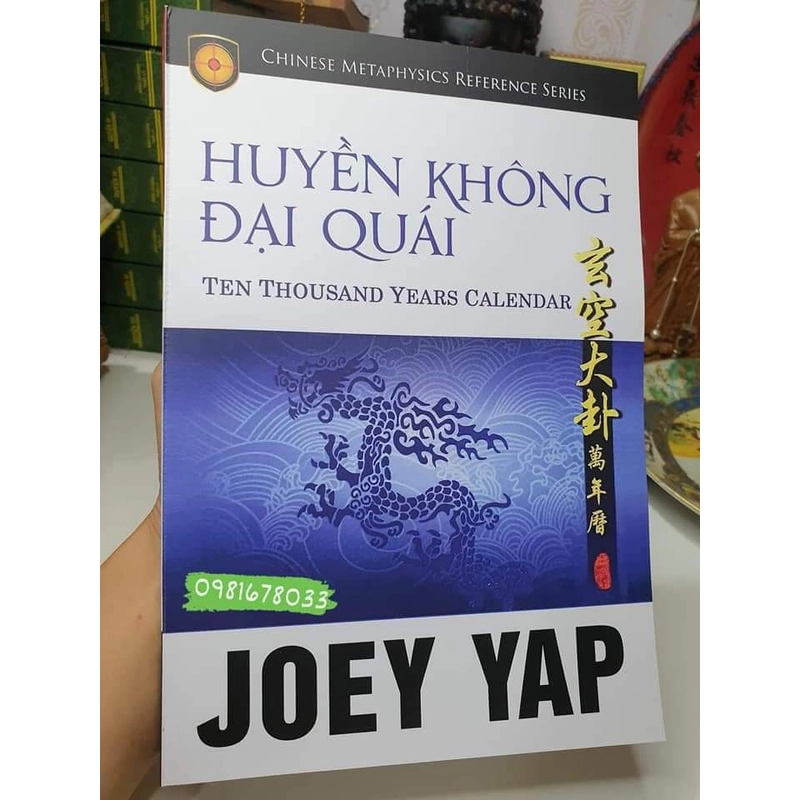 CHINESE METAPHYSICS REFERENCE SERIES
HUYỀN KHÔNG
ĐẠI QUÁI
TEN THOUSAND YEARS CALENDAR
玄空大卦
萬年曆
0981678033
JOEY YAP